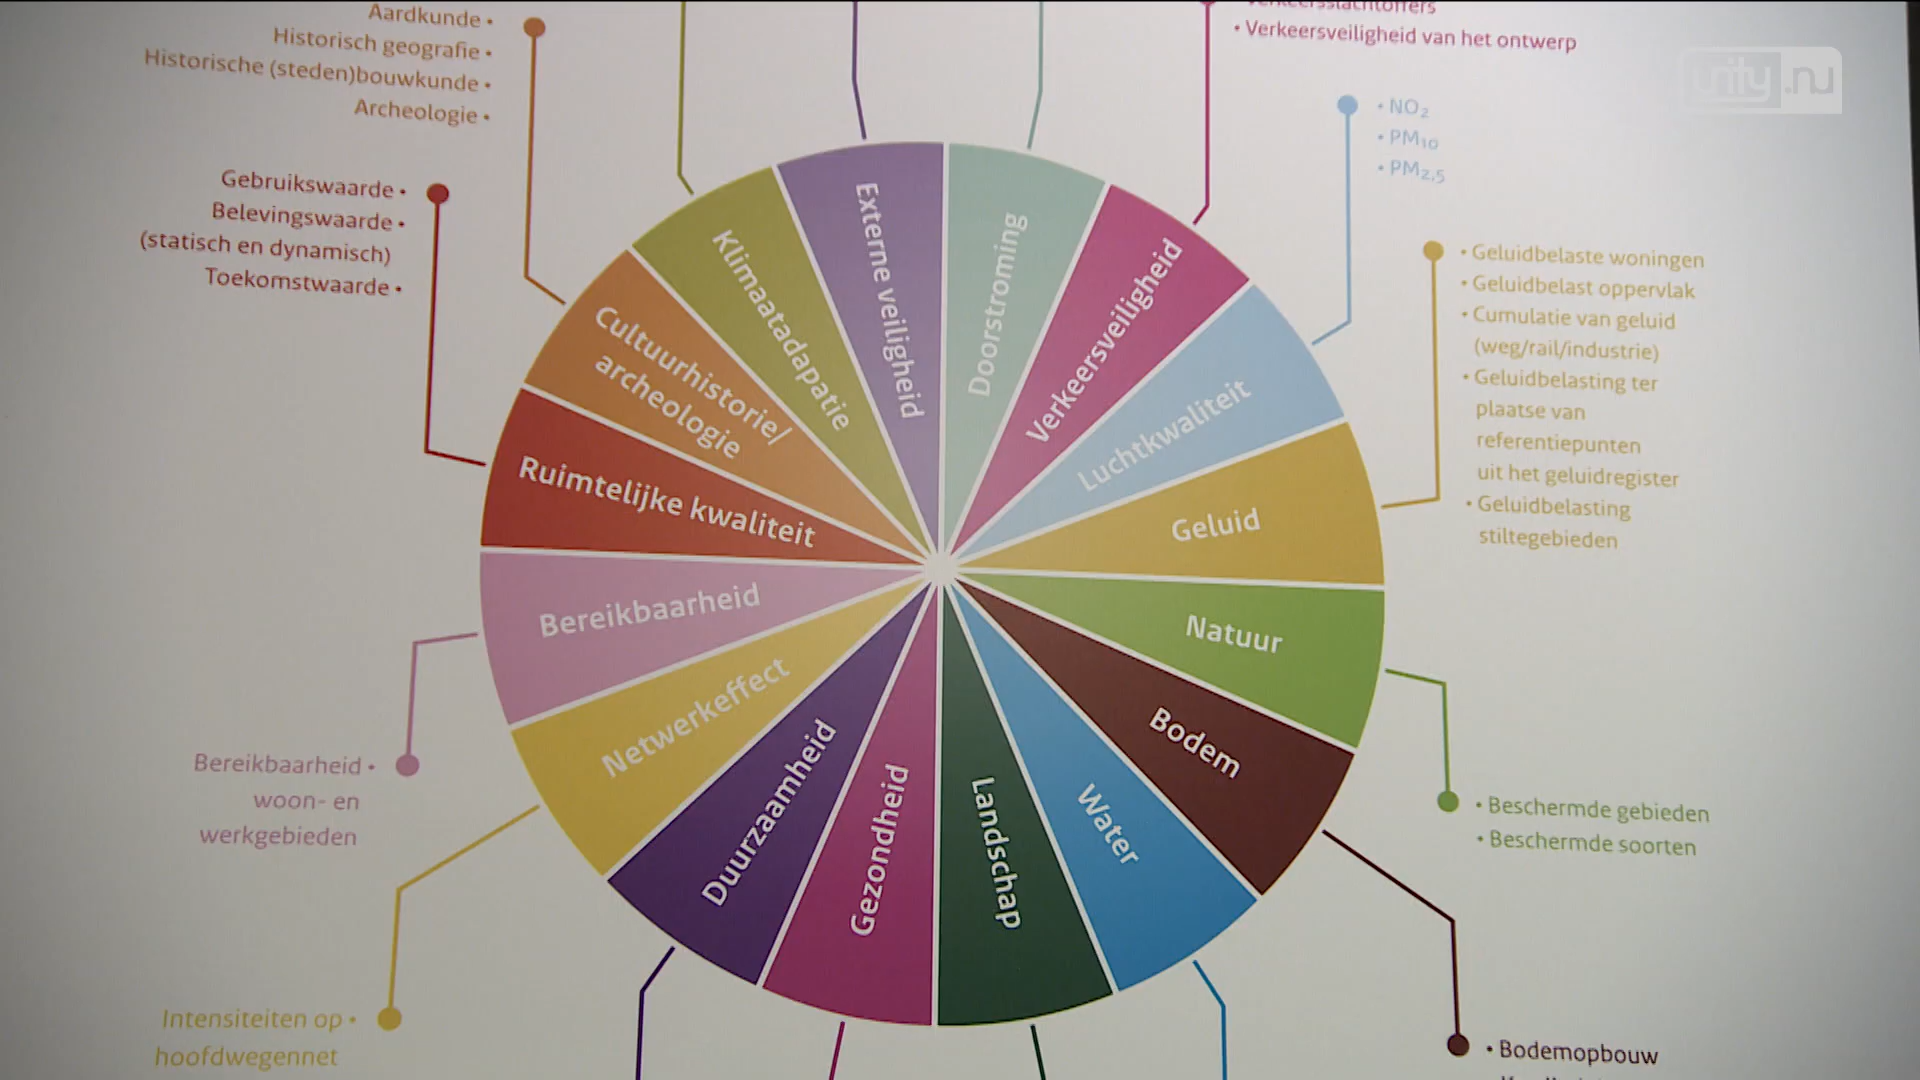 Aardkunde •
Historisch geografie •
Historische (steden)bouwkunde •
Archeologie •
Gebruikswaarde •
Belevingswaarde •
(statisch en dynamisch)
Toekomstwaarde •
Bereikbaarheid •
woon- en
werkgebieden
Intensiteiten op •
hoofdwegennet
Externe veiligheid
Doorstroming
Verkeersveiligheid
Luchtkwaliteit
Geluid
Natuur
Bodem
Water
Landschap
Gezondheid
Duurzaamheid
Netwerkeffect
Bereikbaarheid
Ruimtelijke kwaliteit
Cultuurhistorie/
archeologie
Klimaatadapatie
Verkeersslachtoffers
• Verkeersveiligheid van het ontwerp
unity.nu
• NO₂
• PM₁₀
• PM₂,₅
• Geluidbelaste woningen
• Geluidbelast oppervlak
• Cumulatie van geluid
(weg/rail/industrie)
• Geluidbelasting ter
plaatse van
referentiepunten
uit het geluidregister
• Geluidbelasting
stiltegebieden
• Beschermde gebieden
• Beschermde soorten
• Bodemopbouw